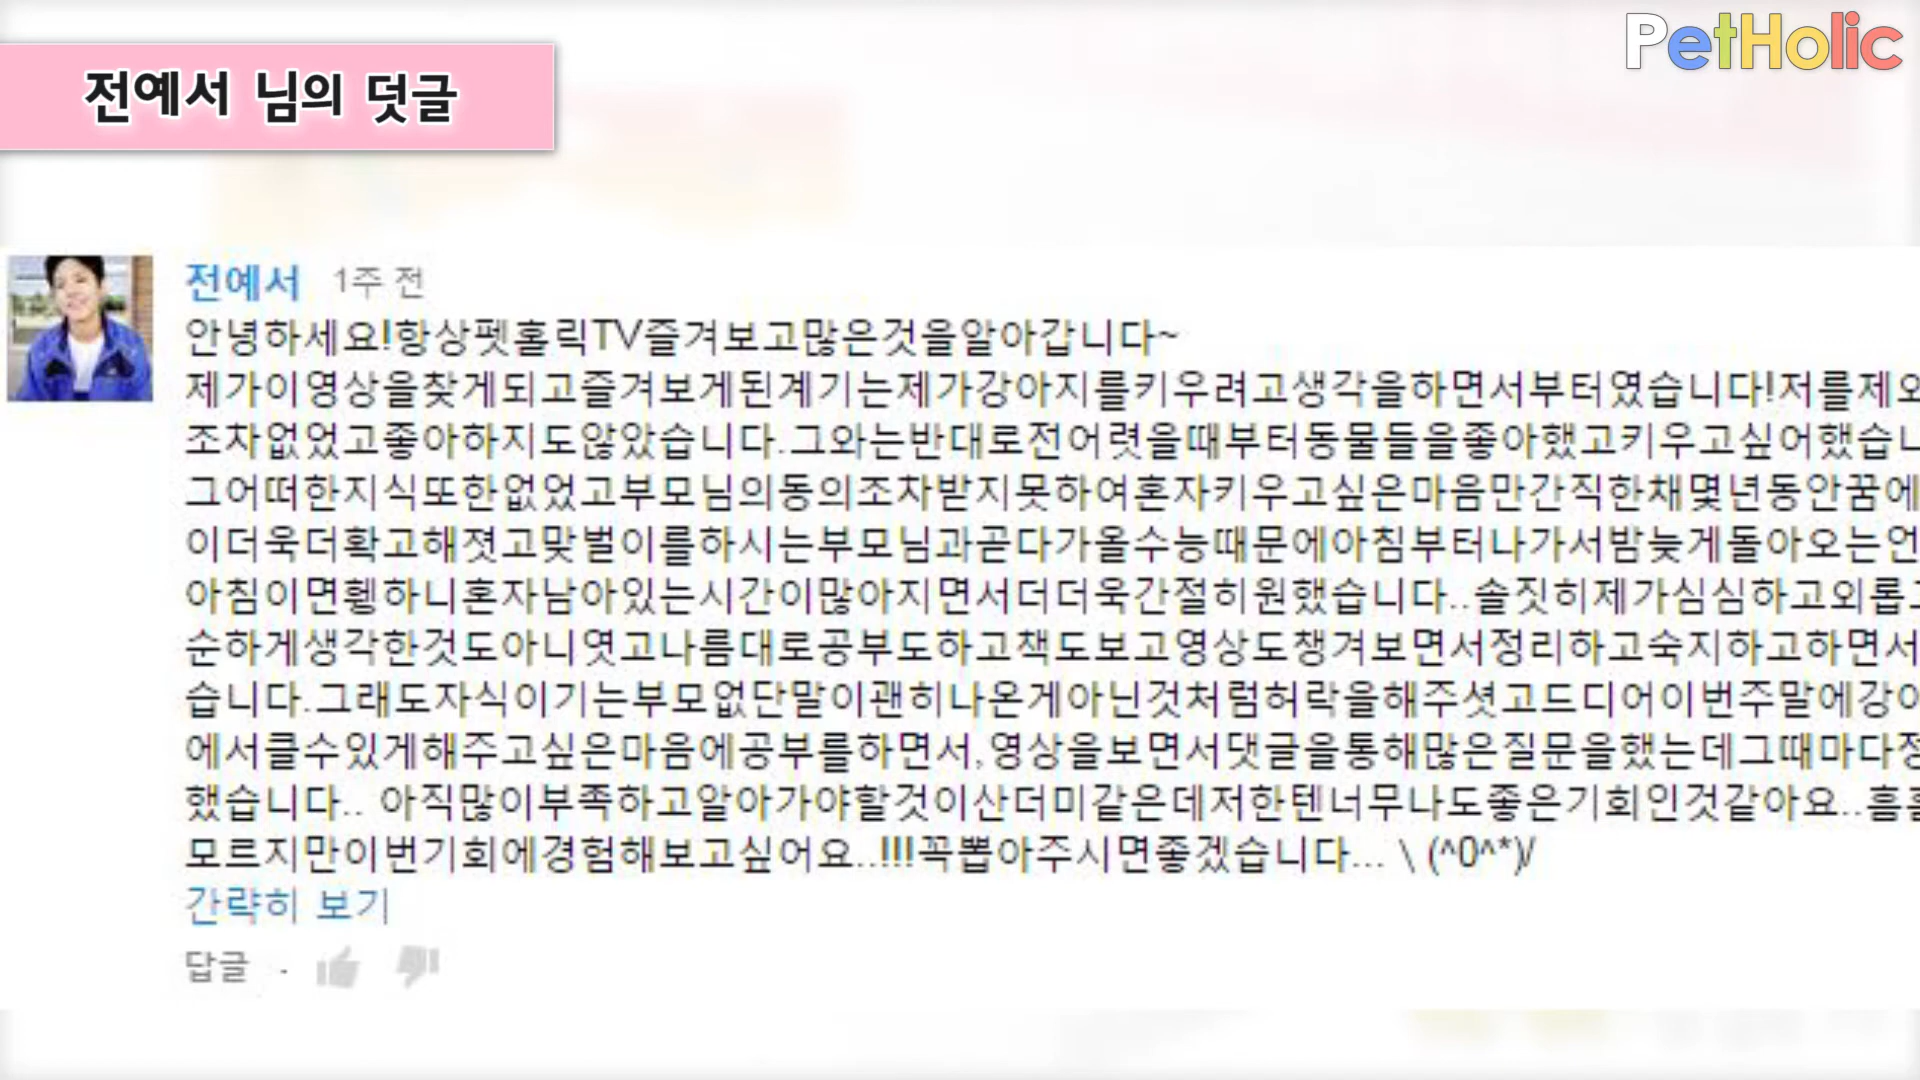 PetHolic
전예서 님의 덧글
전예서 1주 전
안녕하세요!항상펫홀릭TV즐겨보고많은것을알아갑니다~
제가이영상을찾게되고즐겨보게된계기는제가강아지를키우려고생각을하면서부터였습니다!저를제외
조차없었고좋아하지도않았습니다.그와는반대로전어렷을때부터동물들을좋아했고키우고싶어했습니
그어떠한지식또한없었고부모님의동의조차받지못하여혼자키우고싶은마음만간직한채몇년동안꿈에
이더욱더확고해졋고맞벌이를하시는부모님과곧다가올수능때문에아침부터나가서밤늦게돌아오는언
아침이면휑하니혼자남아있는시간이많아지면서더더욱간절히원했습니다..솔짓히제가심심하고외롭고
순하게생각한것도아니엿고나름대로공부도하고책도보고영상도챙겨보면서정리하고숙지하고하면서
습니다.그래도자식이기는부모없단말이괜히나온게아닌것처럼허락을해주셧고드디어이번주말에강아
에서클수있게해주고싶은마음에공부를하면서,영상을보면서댓글을통해많은질문을했는데그때마다정
했습니다.. 아직많이부족하고알아가야할것이산더미같은데저한텐너무나도좋은기회인것같아요..흠흠
모르지만이번기회에경험해보고싶어요..!!!꼭뽑아주시면좋겠습니다... \ (^0^*)/
간략히 보기
답글 ·